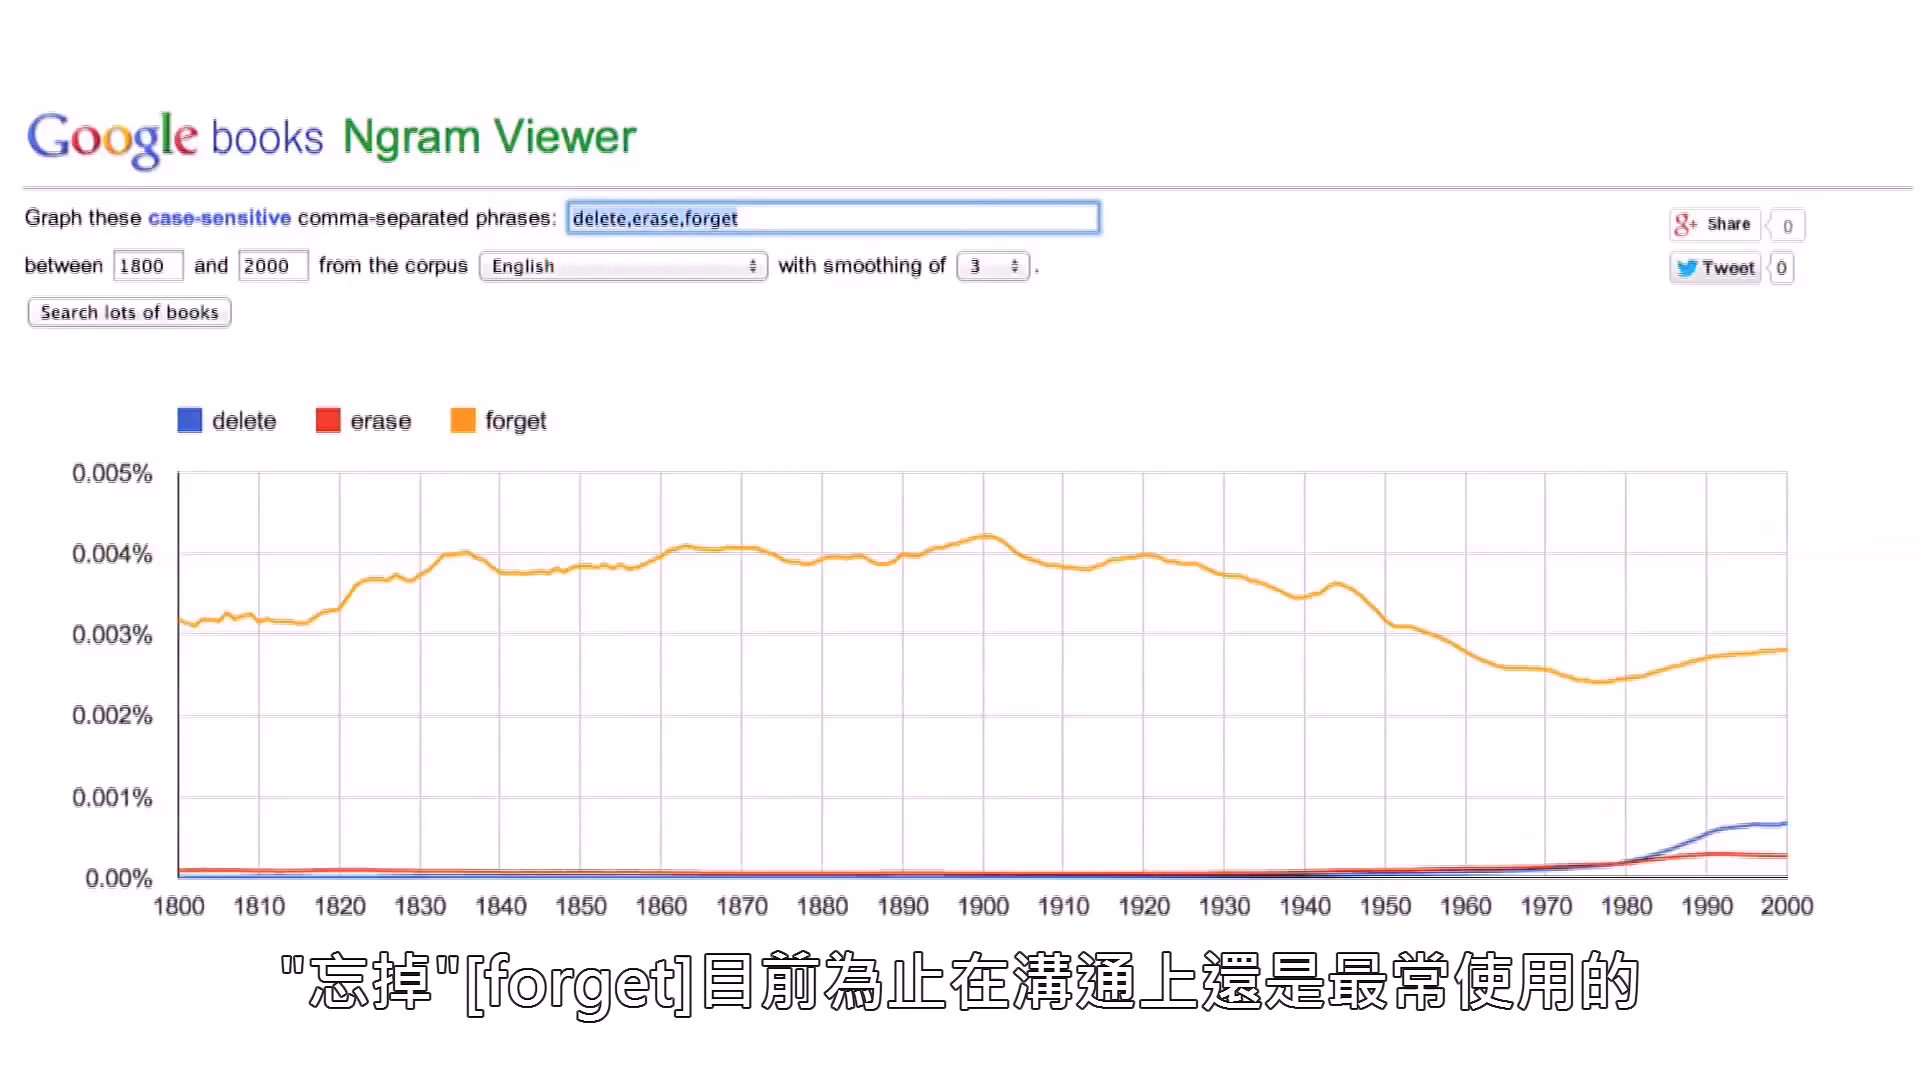 Google books Ngram Viewer
Graph these case-sensitive comma-separated phrases: delete,erase,forget
between 1800 and 2000 from the corpus English with smoothing of 3 .
Search lots of books
g+ Share 0
Tweet 0
delete erase forget
0.005%
0.004%
0.003%
0.002%
0.001%
0.00%
1800 1810 1820 1830 1840 1850 1860 1870 1880 1890 1900 1910 1920 1930 1940 1950 1960 1970 1980 1990 2000
"忘掉"[forget]目前為止在溝通上還是最常使用的